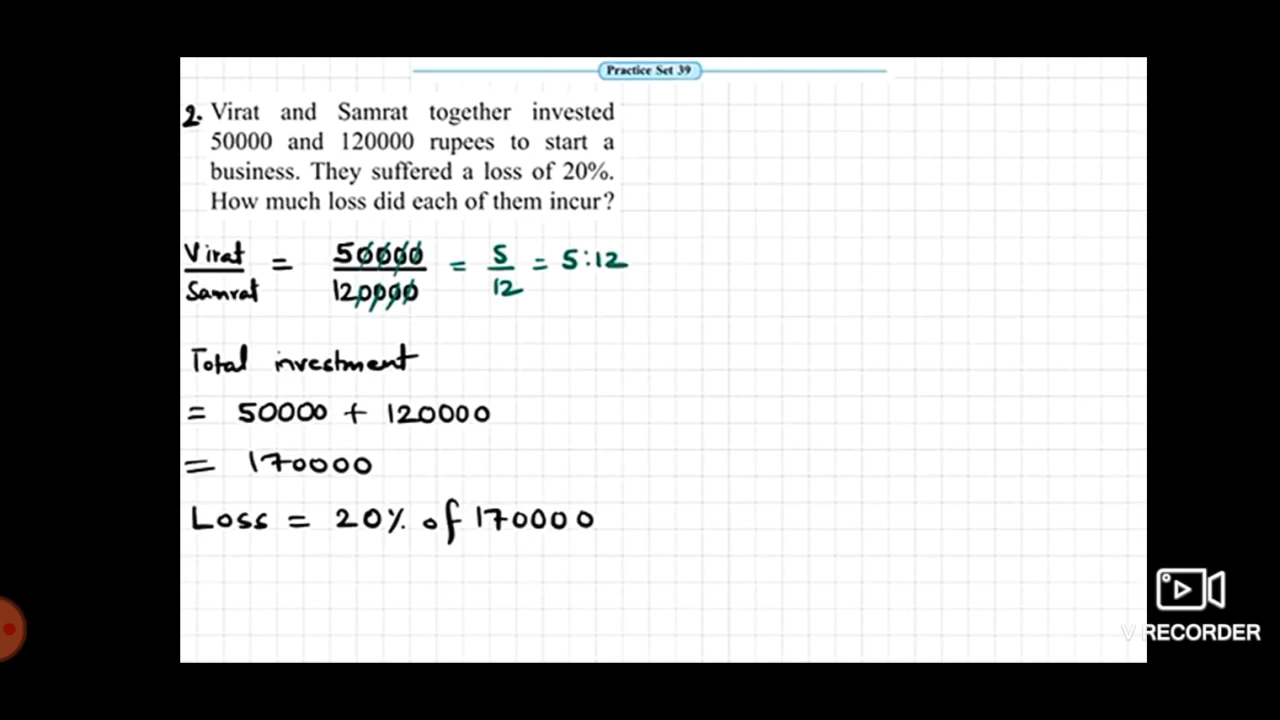 Practice Set 39
2. Virat and Samrat together invested
50000 and 120000 rupees to start a
business. They suffered a loss of 20%.
How much loss did each of them incur?
Virat/Samrat = 50000/120000 = 5/12 = 5:12
Total investment
= 50000 + 120000
= 170000
Loss = 20% of 170000
V RECORDER